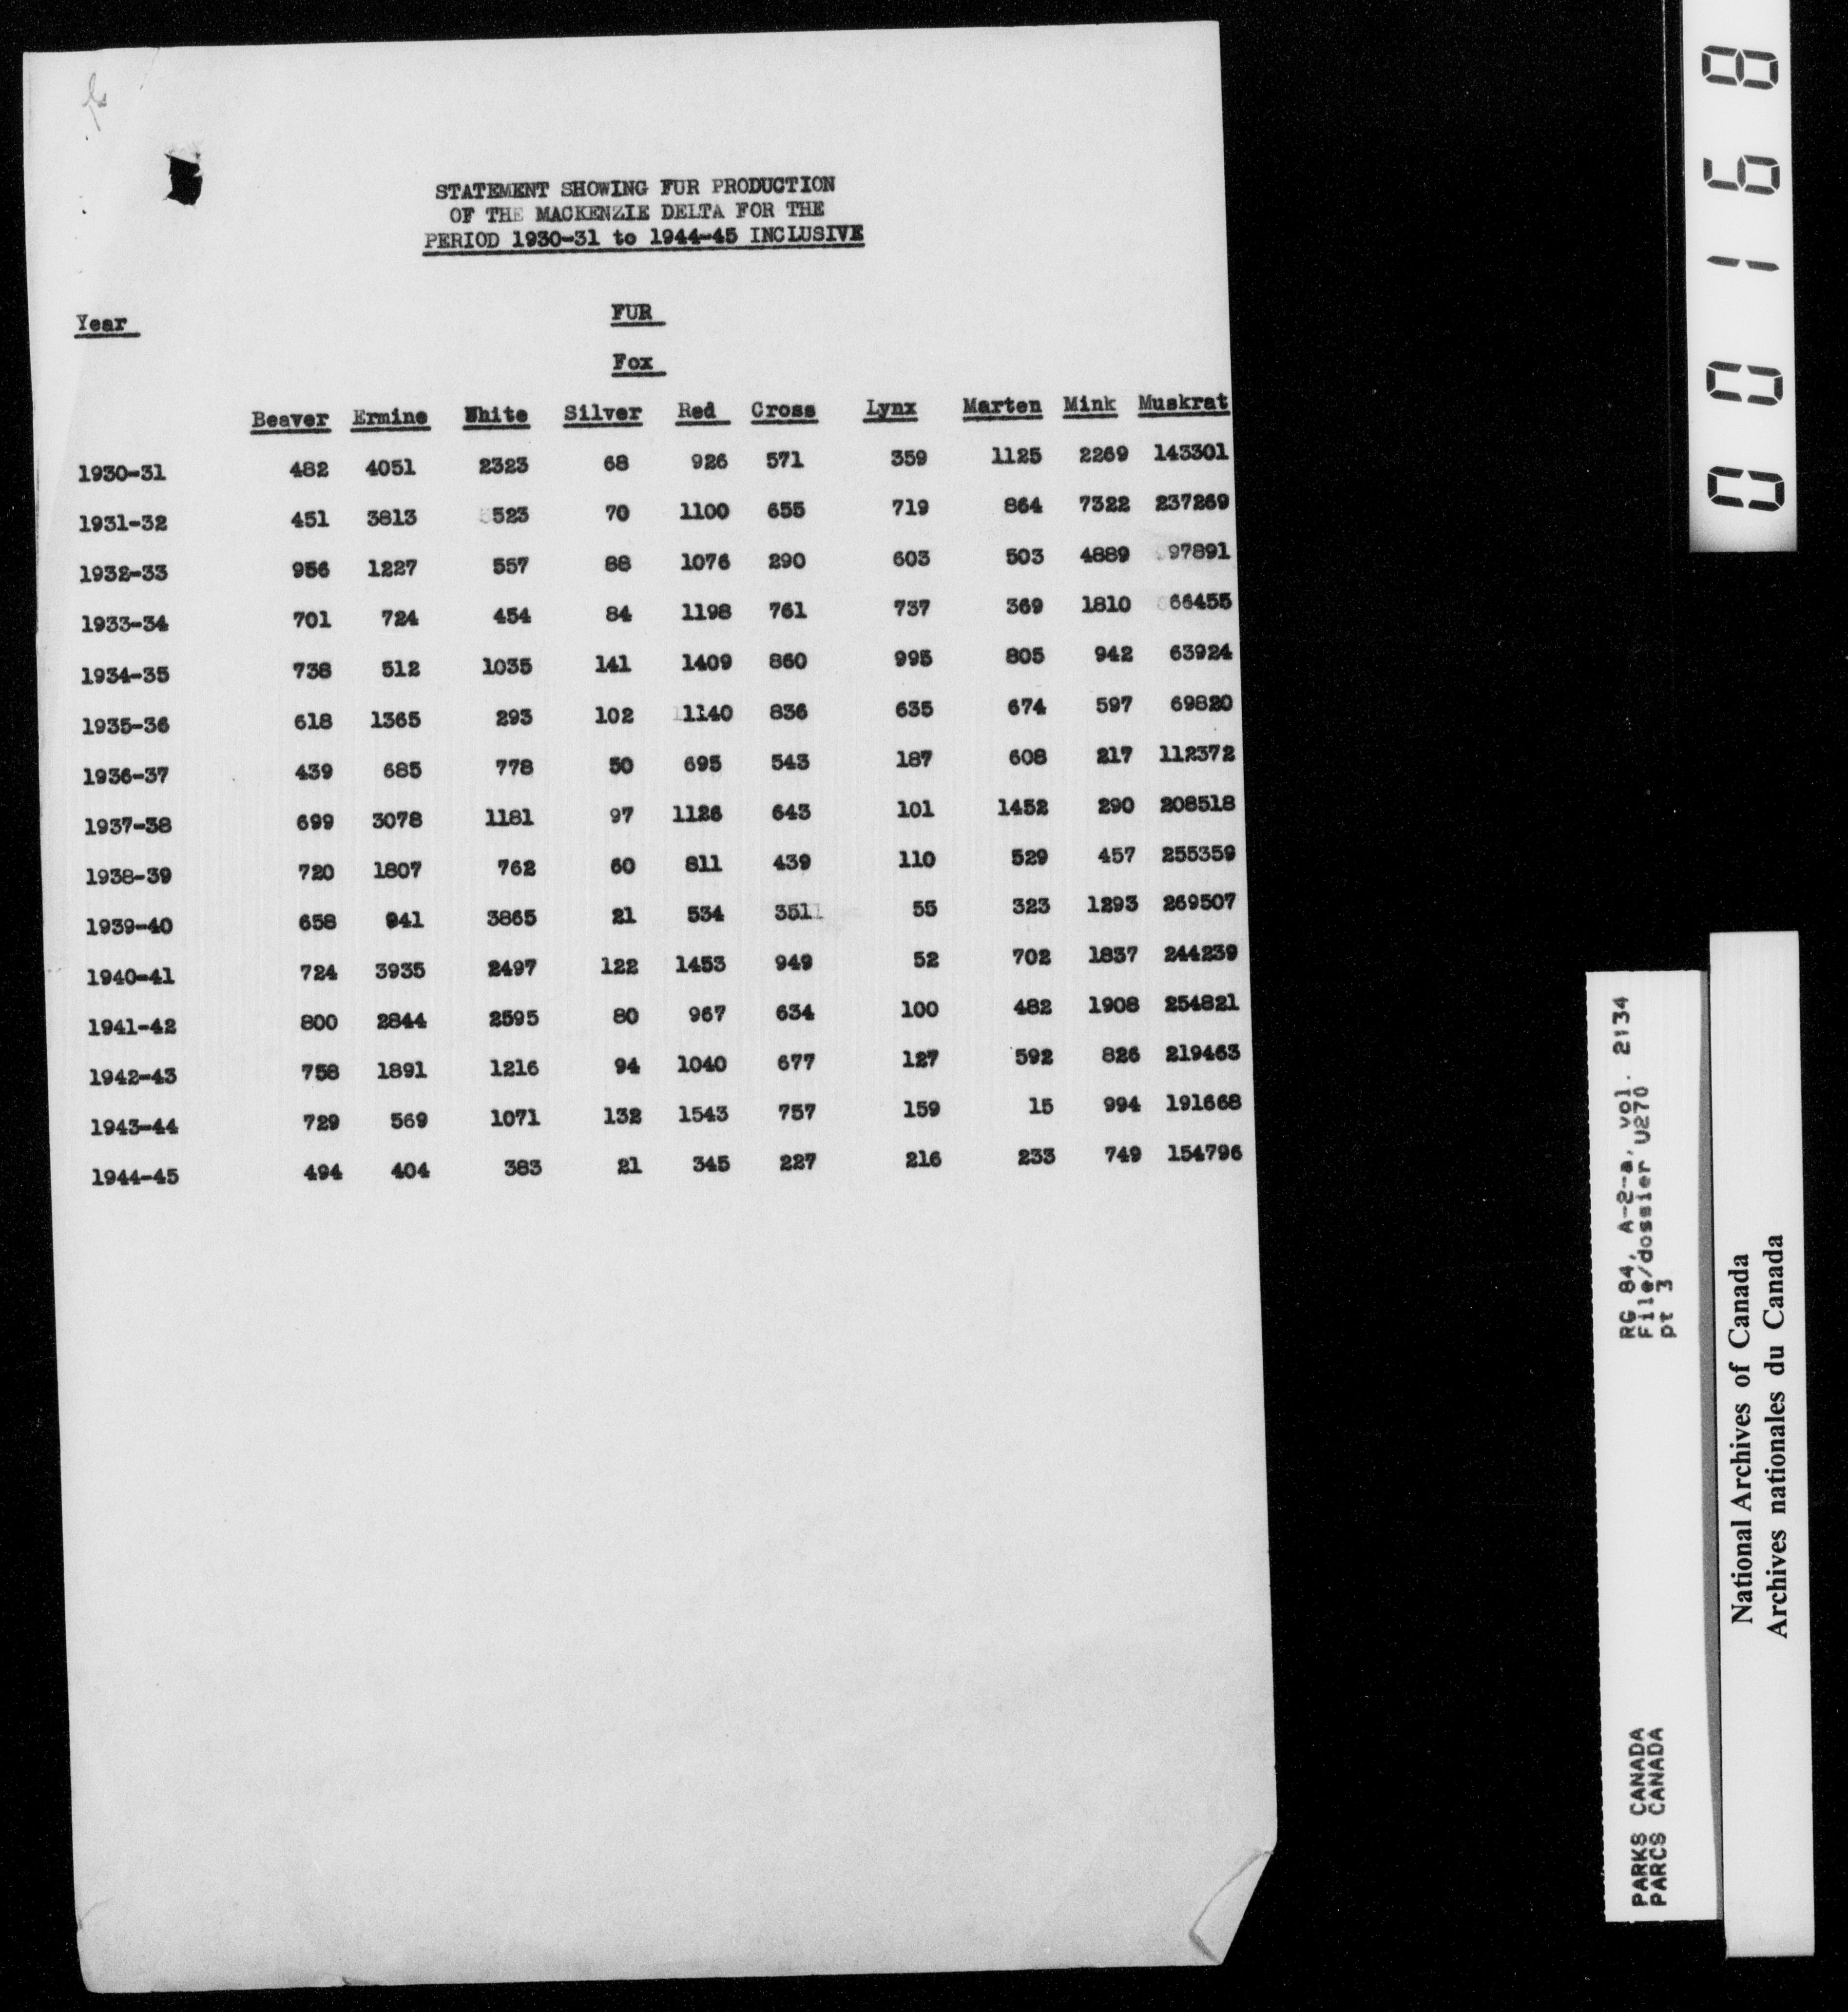 STATEMENT SHOWING FUR PRODUCTION
OF THE MACKENZIE DELTA FOR THE
PERIOD 1930-31 to 1944-45 INCLUSIVE
Year FUR
Fox
Beaver Ermine White Silver Red Cross Lynx Marten Mink Muskrat
1930-31 482 4051 2323 68 926 571 359 1125 2269 143301
1931-32 451 3813 523 70 1100 655 719 864 7322 237269
1932-33 956 1227 557 88 1076 290 603 503 4889 97891
1933-34 701 724 454 84 1198 761 737 369 1810 66455
1934-35 738 512 1035 141 1409 860 995 805 942 63924
1935-36 618 1365 293 102 1140 836 635 674 597 69820
1936-37 439 685 778 50 695 543 187 608 217 112372
1937-38 699 3078 1181 97 1126 643 101 1452 290 208518
1938-39 720 1807 762 60 811 439 110 529 457 255359
1939-40 658 941 3865 21 534 351 55 323 1293 269507
1940-41 724 3935 2497 122 1453 949 52 702 1837 244239
1941-42 800 2844 2595 80 967 634 100 482 1908 254821
1942-43 758 1891 1216 94 1040 677 127 592 826 219463
1943-44 729 569 1071 132 1543 757 159 15 994 191668
1944-45 494 404 383 21 345 227 216 233 749 154796
00168
RG 84, A-2-a, vol. 2134
File/dossier U270
pt 3
PARKS CANADA
PARCS CANADA
National Archives of Canada
Archives nationales du Canada